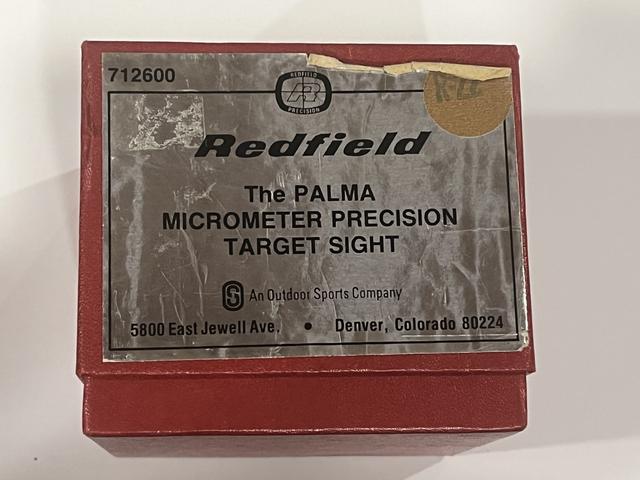 712600
REDFIELD
PRECISION
Redfield
The PALMA
MICROMETER PRECISION
TARGET SIGHT
An Outdoor Sports Company
5800 East Jewell Ave. • Denver, Colorado 80224